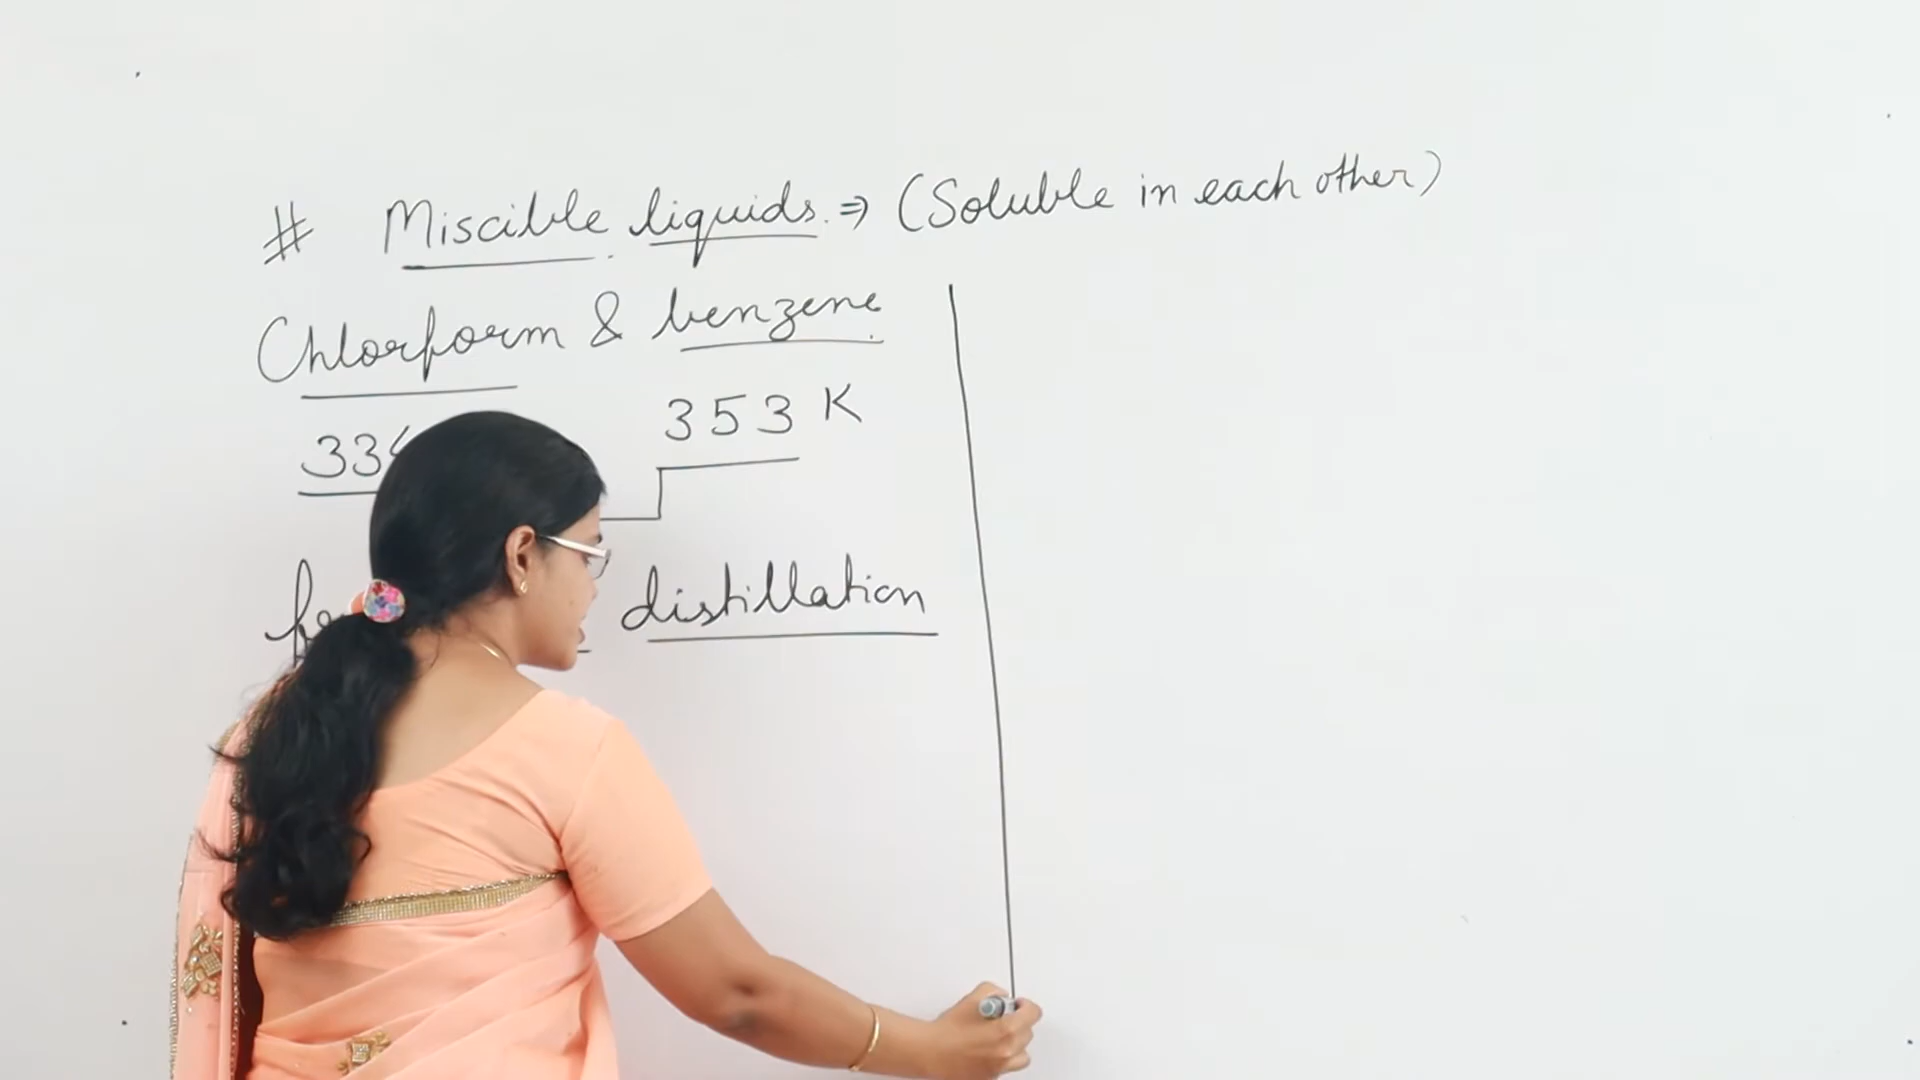 # Miscible liquids. ⇒ (Soluble in each other)
Chlorform & benzene
353 K
distillation